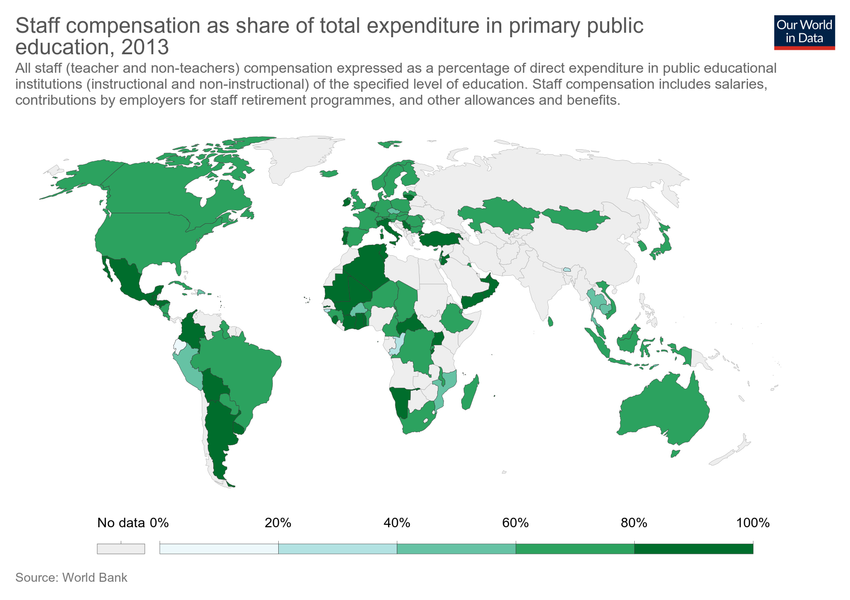 Staff compensation as share of total expenditure in primary public
education, 2013
Our World
in Data
All staff (teacher and non-teachers) compensation expressed as a percentage of direct expenditure in public educational
institutions (instructional and non-instructional) of the specified level of education. Staff compensation includes salaries,
contributions by employers for staff retirement programmes, and other allowances and benefits.
No data 0% 20% 40% 60% 80% 100%
Source: World Bank